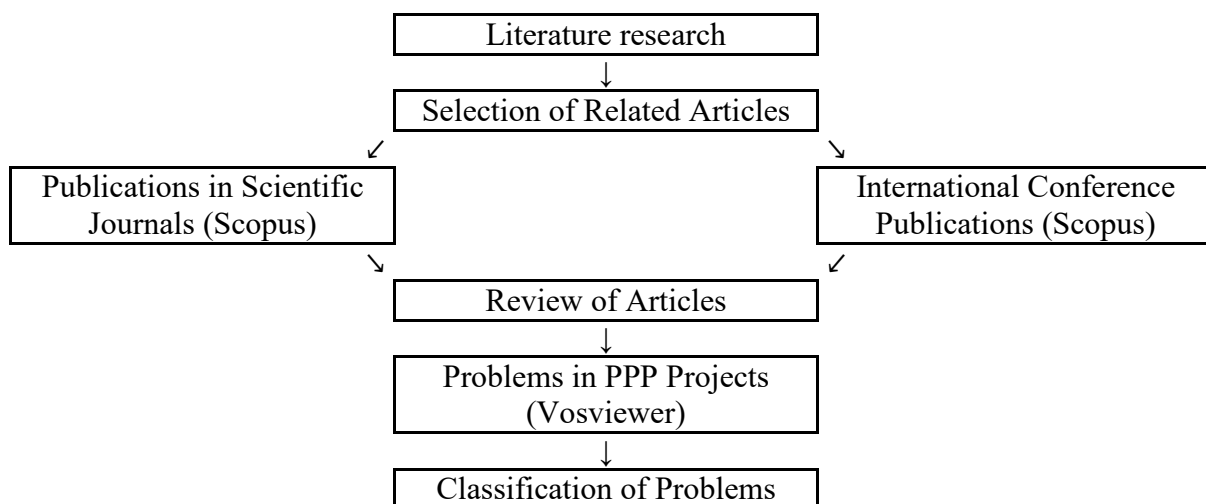 Literature research
↓
Selection of Related Articles
↙ ↘
Publications in Scientific
Journals (Scopus)
International Conference
Publications (Scopus)
↘ ↙
Review of Articles
↓
Problems in PPP Projects
(Vosviewer)
↓
Classification of Problems